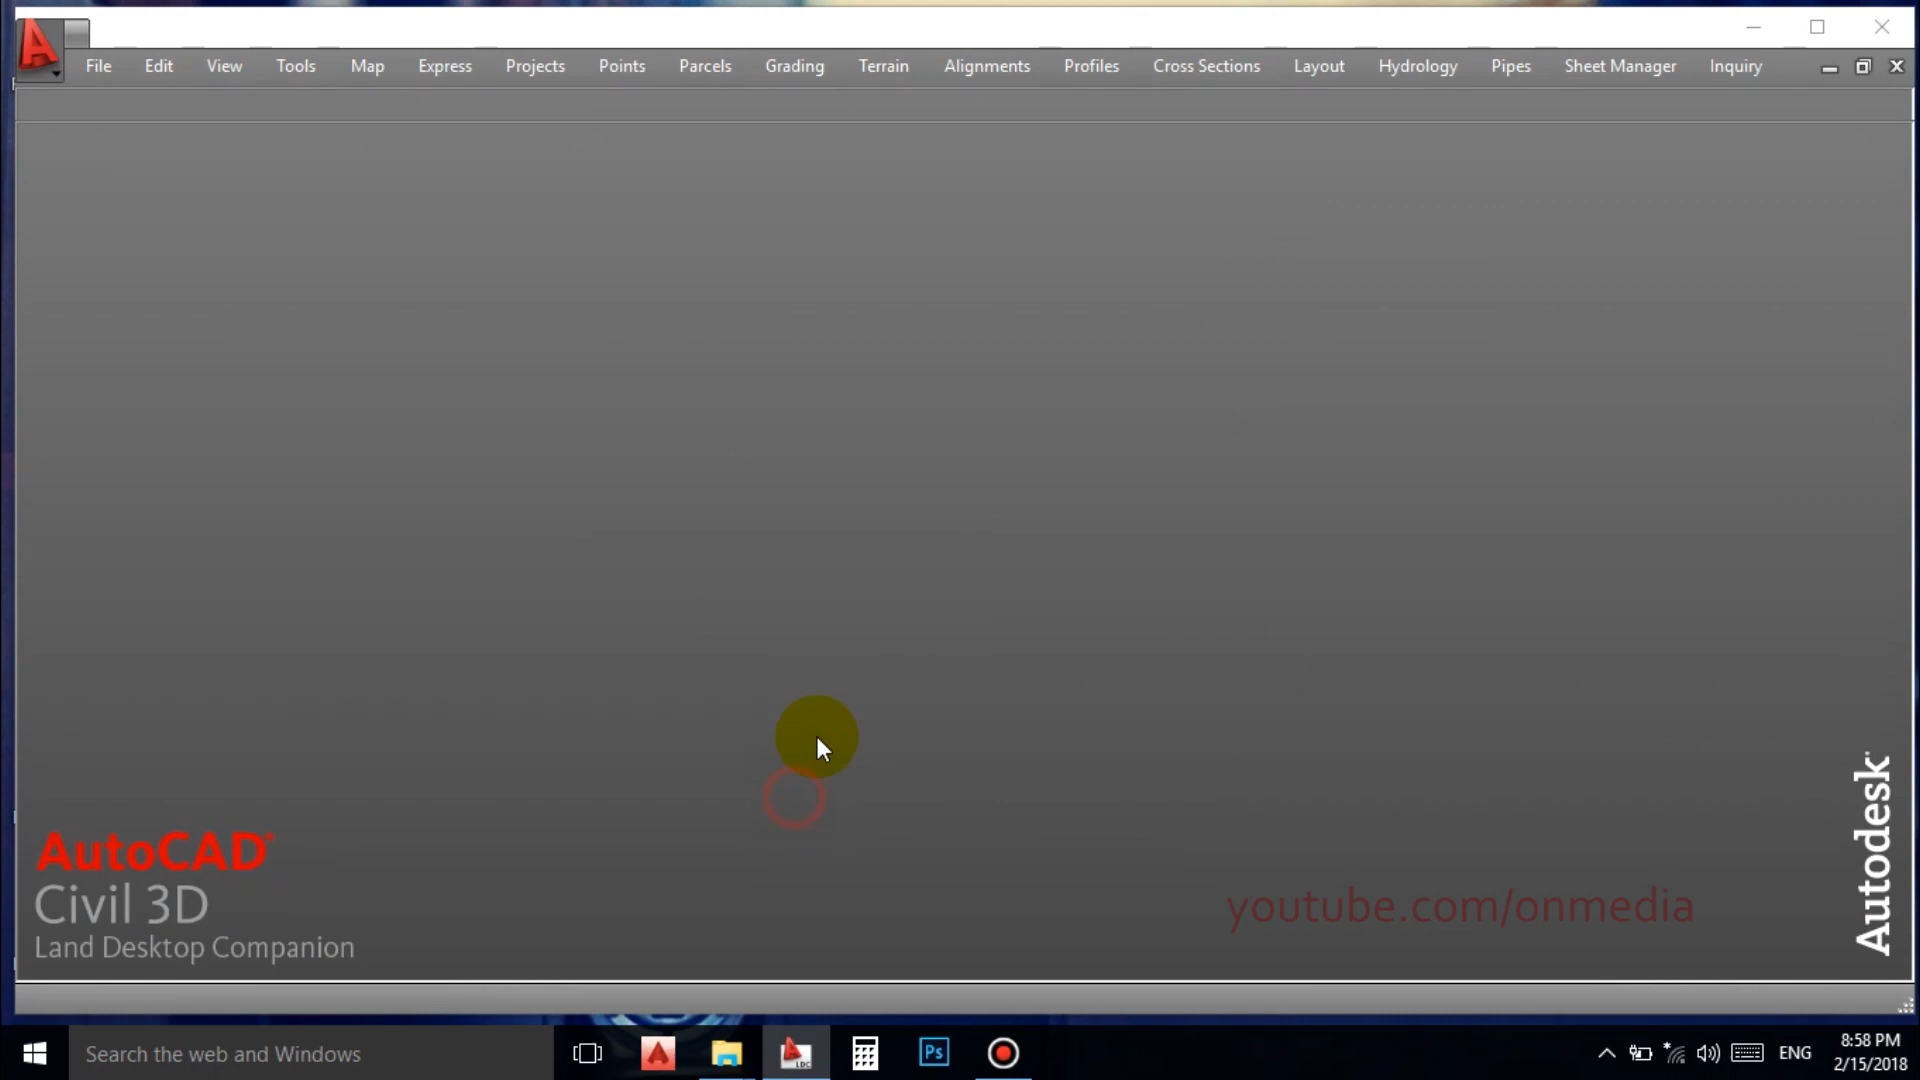 File Edit View Tools Map Express Projects Points Parcels Grading Terrain Alignments Profiles Cross Sections Layout Hydrology Pipes Sheet Manager Inquiry
AutoCAD
Civil 3D
Land Desktop Companion
youtube.com/onmedia
Autodesk
Search the web and Windows
LDC
Ps
ENG
8:58 PM
2/15/2018